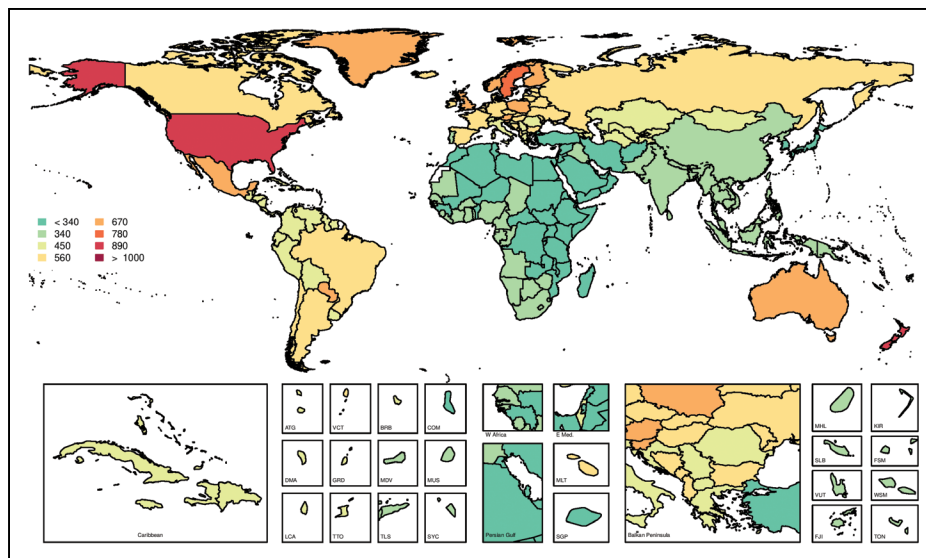 < 340
340
450
560
670
780
890
> 1000
Caribbean
ATG
VCT
BRB
COM
DMA
GRD
MDV
MUS
LCA
TTO
TLS
SYC
W Africa
E Med.
Persian Gulf
MLT
SGP
Balkan Peninsula
MHL
KIR
SLB
FSM
VUT
WSM
FJI
TON